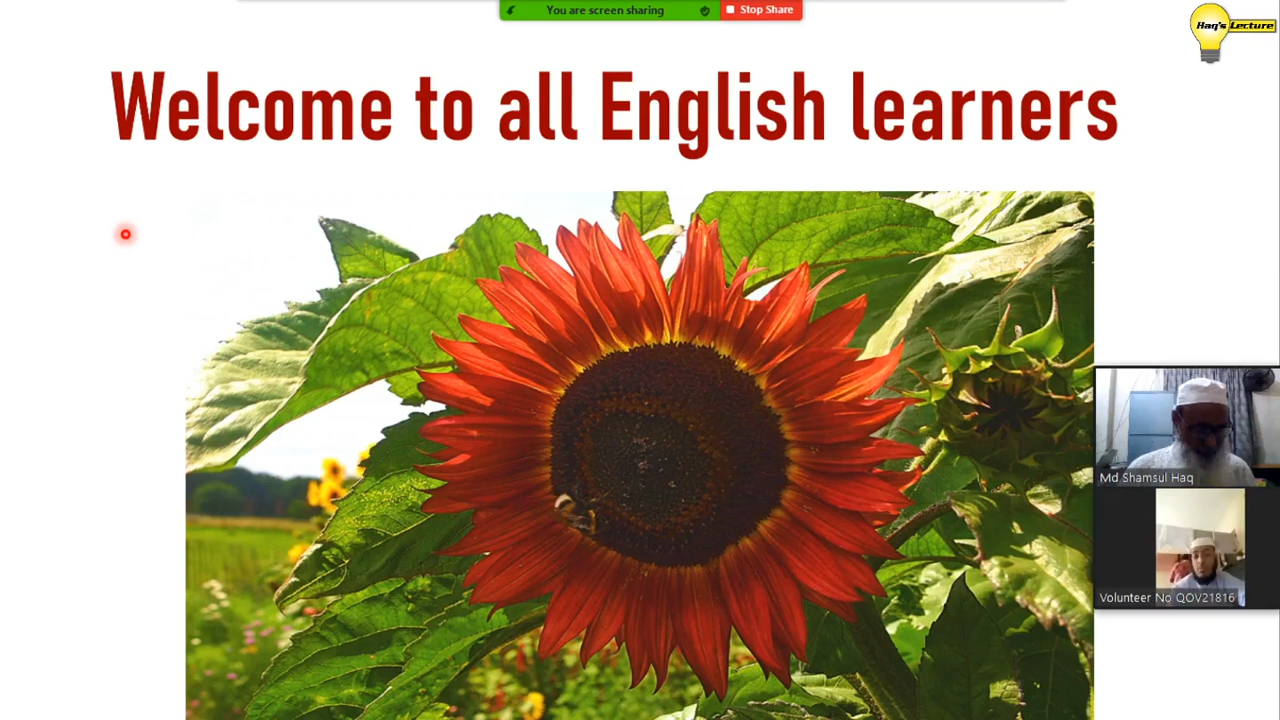 You are screen sharing
Stop Share
Haq's Lecture
Welcome to all English learners
Md Shamsul Haq
Volunteer No QOV21816